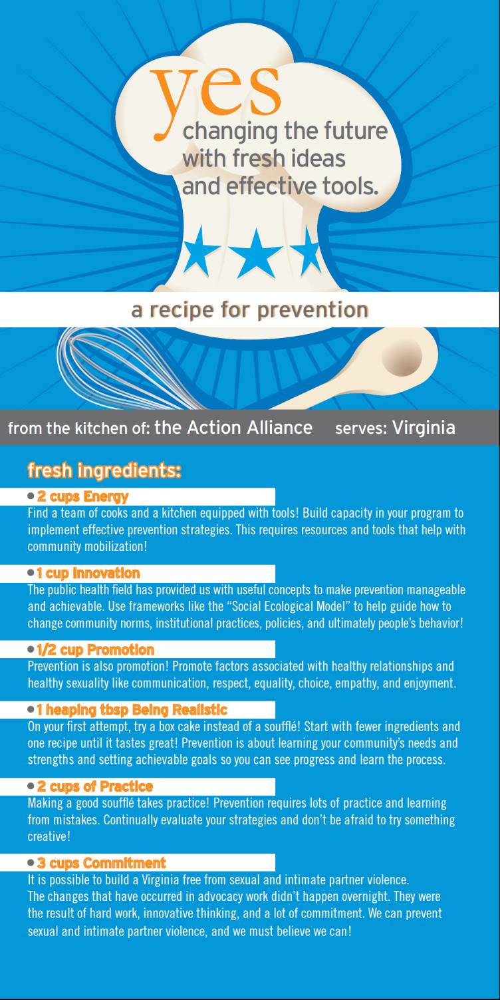 yes
changing the future
with fresh ideas
and effective tools.
a recipe for prevention
from the kitchen of: the Action Alliance serves: Virginia
fresh ingredients:
• 2 cups Energy
Find a team of cooks and a kitchen equipped with tools! Build capacity in your program to
implement effective prevention strategies. This requires resources and tools that help with
community mobilization!
• 1 cup Innovation
The public health field has provided us with useful concepts to make prevention manageable
and achievable. Use frameworks like the “Social Ecological Model” to help guide how to
change community norms, institutional practices, policies, and ultimately people’s behavior!
• 1/2 cup Promotion
Prevention is also promotion! Promote factors associated with healthy relationships and
healthy sexuality like communication, respect, equality, choice, empathy, and enjoyment.
• 1 heaping tbsp Being Realistic
On your first attempt, try a box cake instead of a soufflé! Start with fewer ingredients and
one recipe until it tastes great! Prevention is about learning your community’s needs and
strengths and setting achievable goals so you can see progress and learn the process.
• 2 cups of Practice
Making a good soufflé takes practice! Prevention requires lots of practice and learning
from mistakes. Continually evaluate your strategies and don’t be afraid to try something
creative!
• 3 cups Commitment
It is possible to build a Virginia free from sexual and intimate partner violence.
The changes that have occurred in advocacy work didn’t happen overnight. They were
the result of hard work, innovative thinking, and a lot of commitment. We can prevent
sexual and intimate partner violence, and we must believe we can!